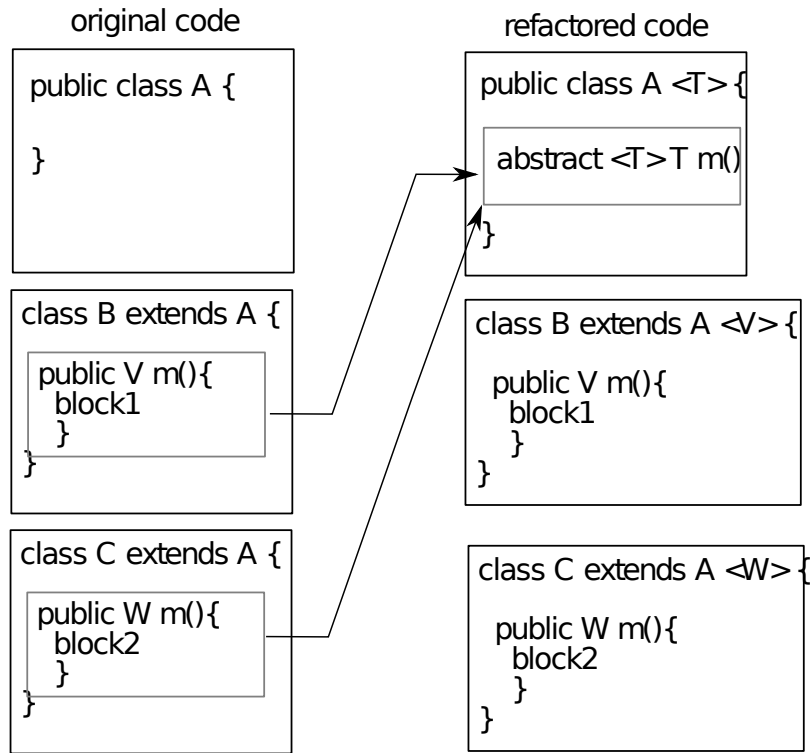 original code
public class A {
}
class B extends A {
public V m(){
block1
}
}
class C extends A {
public W m(){
block2
}
}
refactored code
public class A <T> {
abstract <T> T m()
}
class B extends A <V> {
public V m(){
block1
}
}
class C extends A <W> {
public W m(){
block2
}
}